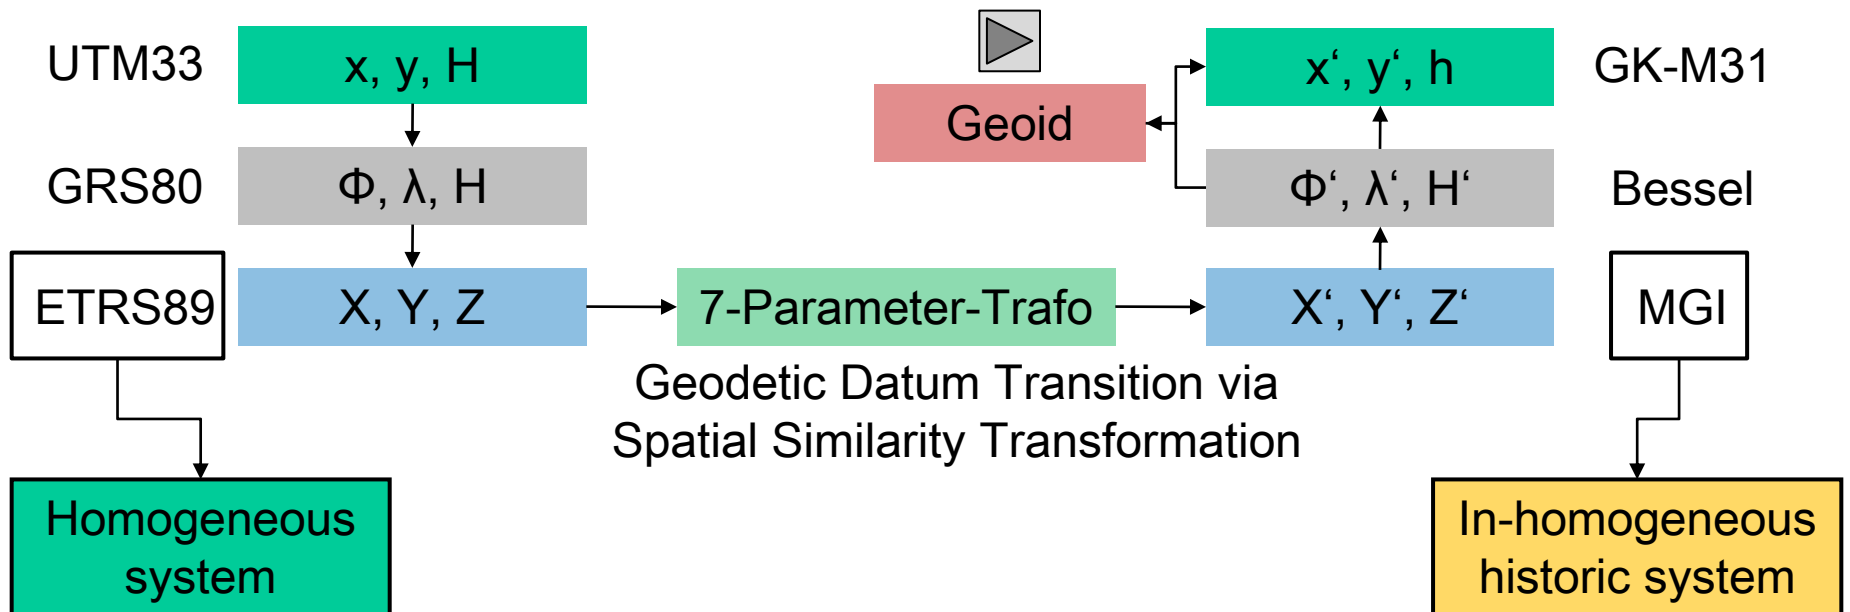 UTM33
x, y, H
x‘, y‘, h
GK-M31
Geoid
GRS80
Φ, λ, H
Φ‘, λ‘, H‘
Bessel
ETRS89
X, Y, Z
7-Parameter-Trafo
X‘, Y‘, Z‘
MGI
Geodetic Datum Transition via
Spatial Similarity Transformation
Homogeneous
system
In-homogeneous
historic system